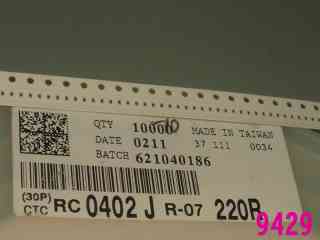 QTY 10000 MADE IN TAIWAN
DATE 0211 37 111 0034
BATCH 621040186
(30P)
CTC RC 0402 J R-07 220R
9429